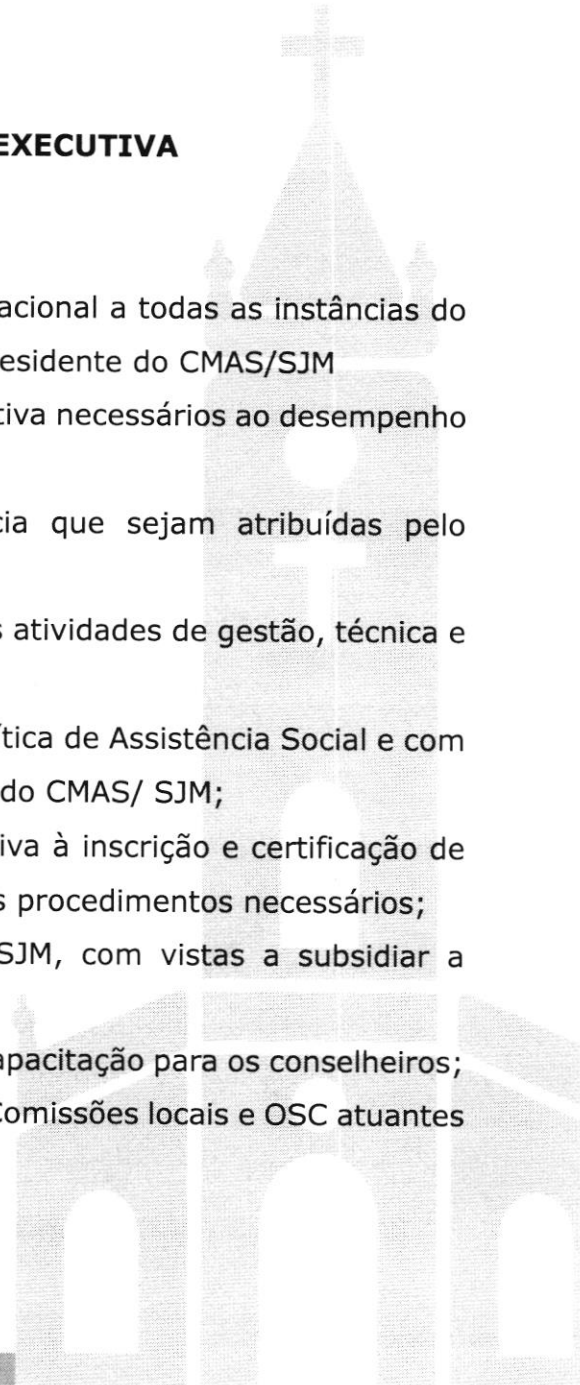 EXECUTIVA
acional a todas as instâncias do
esidente do CMAS/SJM
tiva necessários ao desempenho
cia que sejam atribuídas pelo
s atividades de gestão, técnica e
tica de Assistência Social e com
do CMAS/ SJM;
iva à inscrição e certificação de
s procedimentos necessários;
SJM, com vistas a subsidiar a
apacitação para os conselheiros;
Comissões locais e OSC atuantes